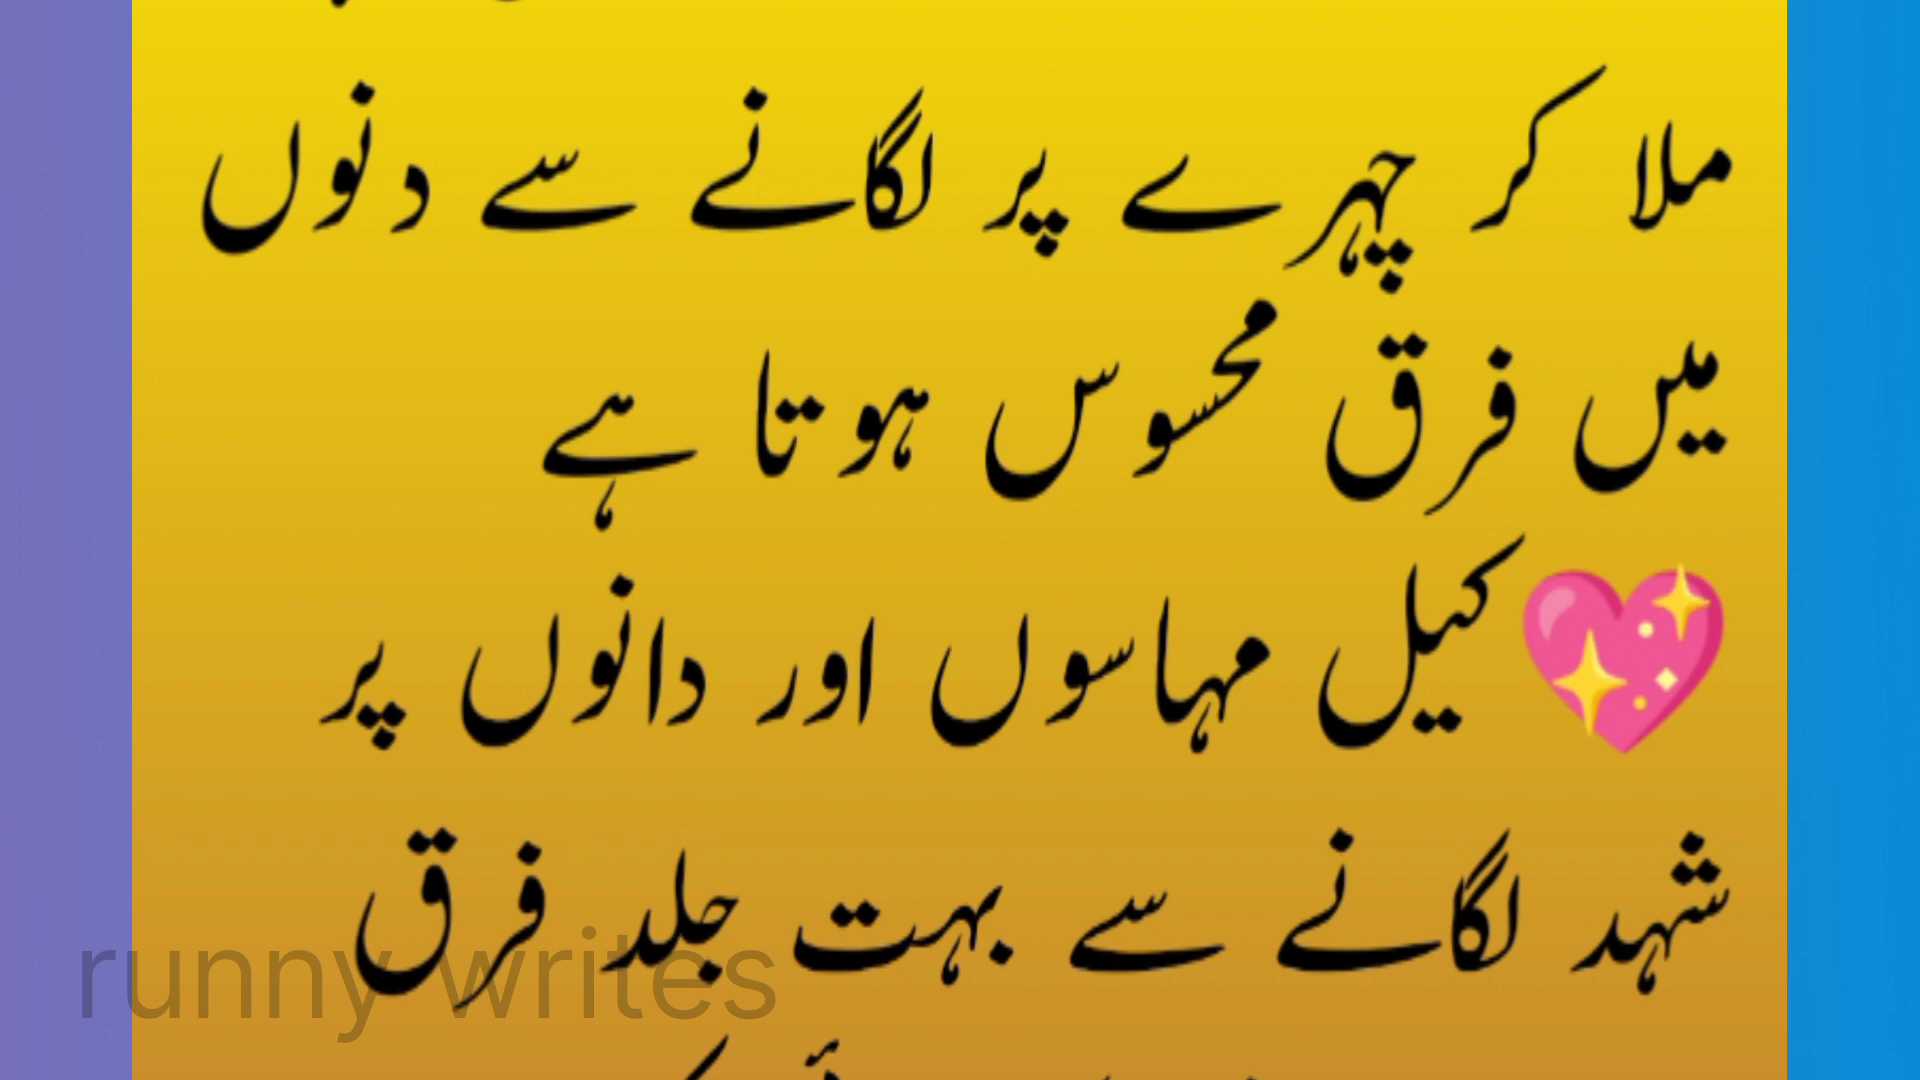 ملا کر چہرے پر لگانے سے دنوں
میں فرق محسوس ہوتا ہے
💖کیل مہاسوں اور دانوں پر
شہد لگانے سے بہت جلد فرق
runny writes